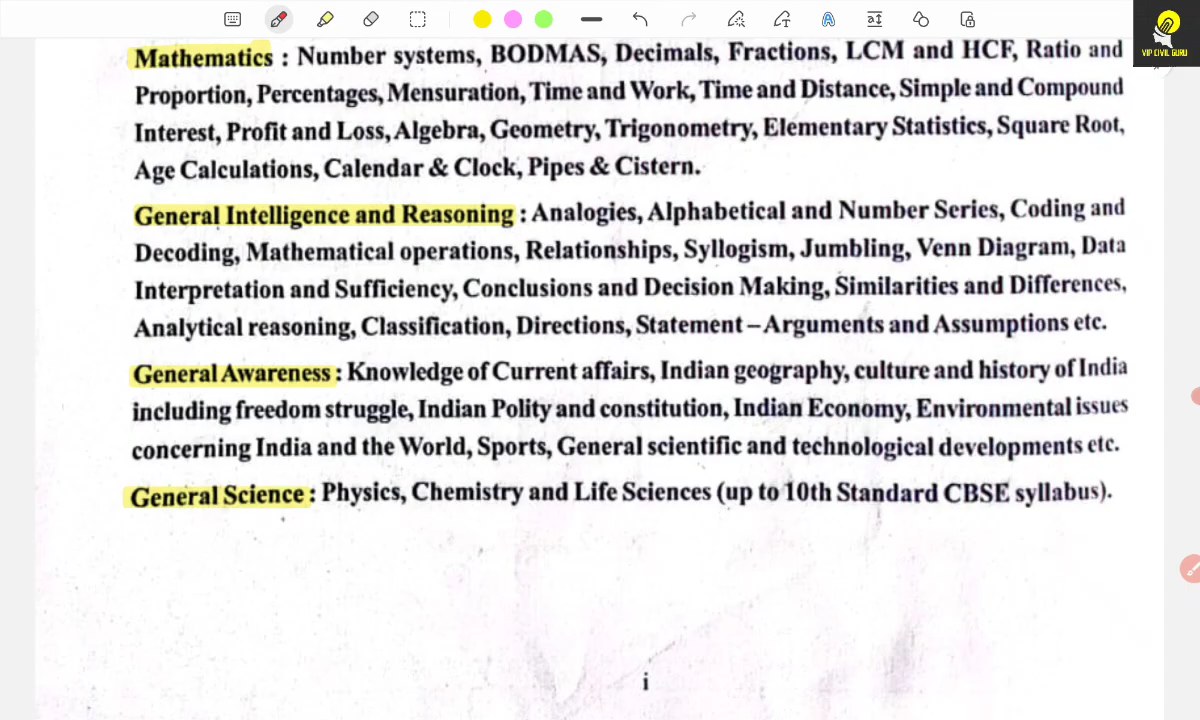 VIP CIVIL GURU
Mathematics : Number systems, BODMAS, Decimals, Fractions, LCM and HCF, Ratio and
Proportion, Percentages, Mensuration, Time and Work, Time and Distance, Simple and Compound
Interest, Profit and Loss, Algebra, Geometry, Trigonometry, Elementary Statistics, Square Root,
Age Calculations, Calendar & Clock, Pipes & Cistern.
General Intelligence and Reasoning : Analogies, Alphabetical and Number Series, Coding and
Decoding, Mathematical operations, Relationships, Syllogism, Jumbling, Venn Diagram, Data
Interpretation and Sufficiency, Conclusions and Decision Making, Similarities and Differences,
Analytical reasoning, Classification, Directions, Statement – Arguments and Assumptions etc.
General Awareness : Knowledge of Current affairs, Indian geography, culture and history of India
including freedom struggle, Indian Polity and constitution, Indian Economy, Environmental issues
concerning India and the World, Sports, General scientific and technological developments etc.
General Science : Physics, Chemistry and Life Sciences (up to 10th Standard CBSE syllabus).
i